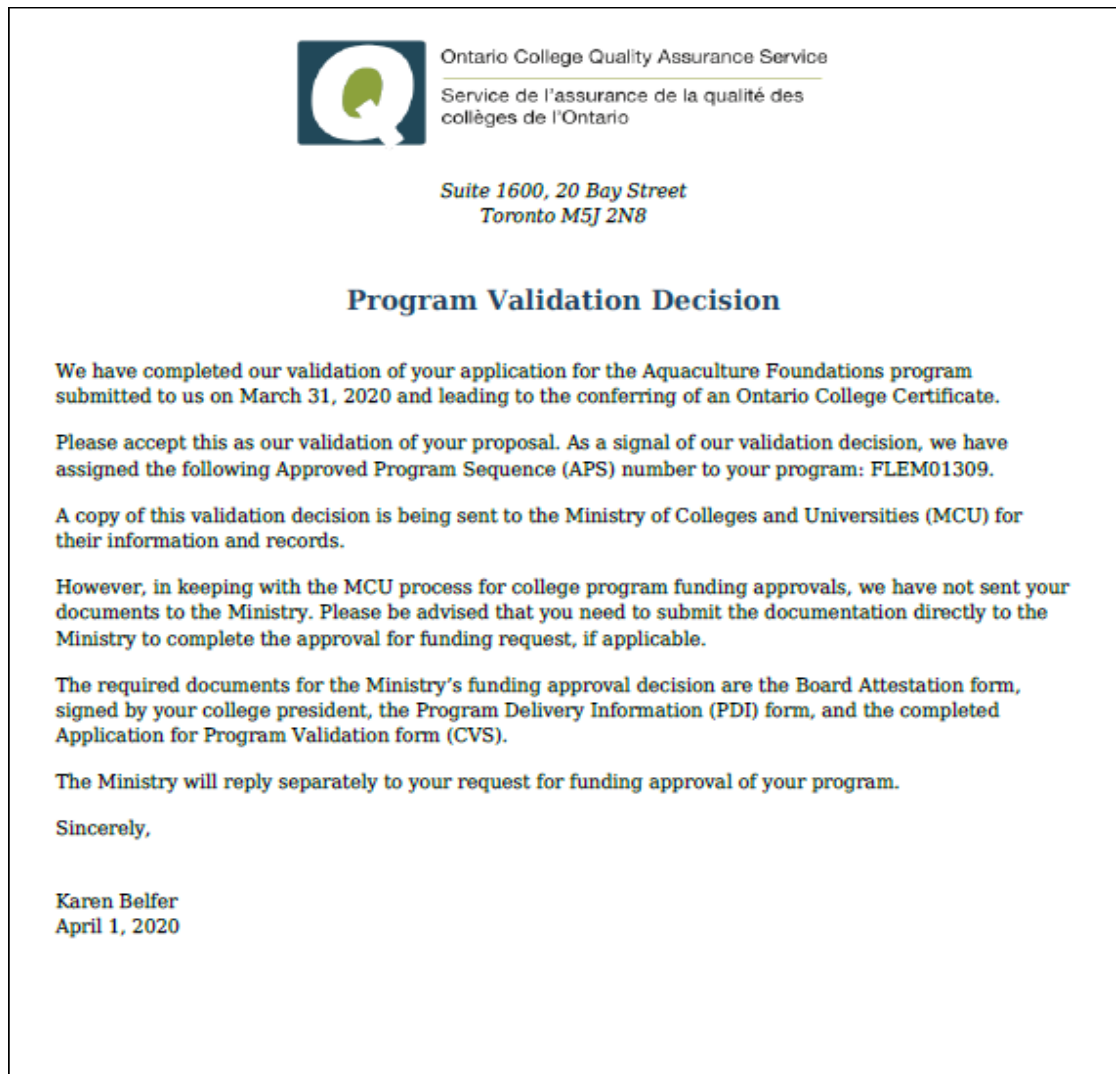 Ontario College Quality Assurance Service
Service de l'assurance de la qualité des
collèges de l'Ontario
Suite 1600, 20 Bay Street
Toronto M5J 2N8
Program Validation Decision
We have completed our validation of your application for the Aquaculture Foundations program
submitted to us on March 31, 2020 and leading to the conferring of an Ontario College Certificate.
Please accept this as our validation of your proposal. As a signal of our validation decision, we have
assigned the following Approved Program Sequence (APS) number to your program: FLEM01309.
A copy of this validation decision is being sent to the Ministry of Colleges and Universities (MCU) for
their information and records.
However, in keeping with the MCU process for college program funding approvals, we have not sent your
documents to the Ministry. Please be advised that you need to submit the documentation directly to the
Ministry to complete the approval for funding request, if applicable.
The required documents for the Ministry's funding approval decision are the Board Attestation form,
signed by your college president, the Program Delivery Information (PDI) form, and the completed
Application for Program Validation form (CVS).
The Ministry will reply separately to your request for funding approval of your program.
Sincerely,
Karen Belfer
April 1, 2020